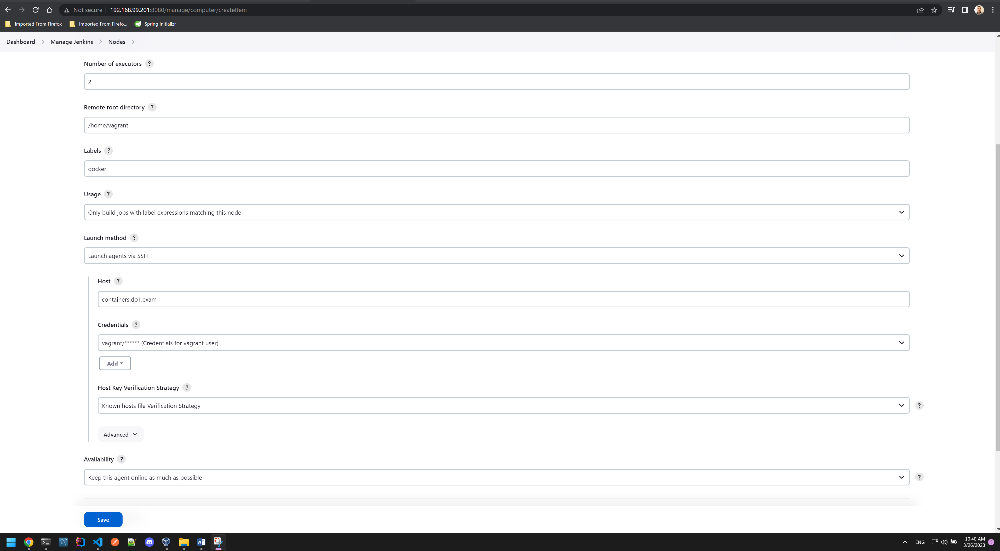 Not secure 192.168.99.201:8080/manage/computer/createItem
Imported From Firefox Imported From Firefo... Spring Initializr
Dashboard Manage Jenkins Nodes
Number of executors ?
2
Remote root directory ?
/home/vagrant
Labels ?
docker
Usage ?
Only build jobs with label expressions matching this node
Launch method ?
Launch agents via SSH
Host ?
containers.do1.exam
Credentials ?
vagrant/****** (Credentials for vagrant user)
Add
Host Key Verification Strategy ?
Known hosts file Verification Strategy
?
Advanced
Availability ?
Keep this agent online as much as possible
?
Save
ENG
10:40 AM
3/26/2023
5